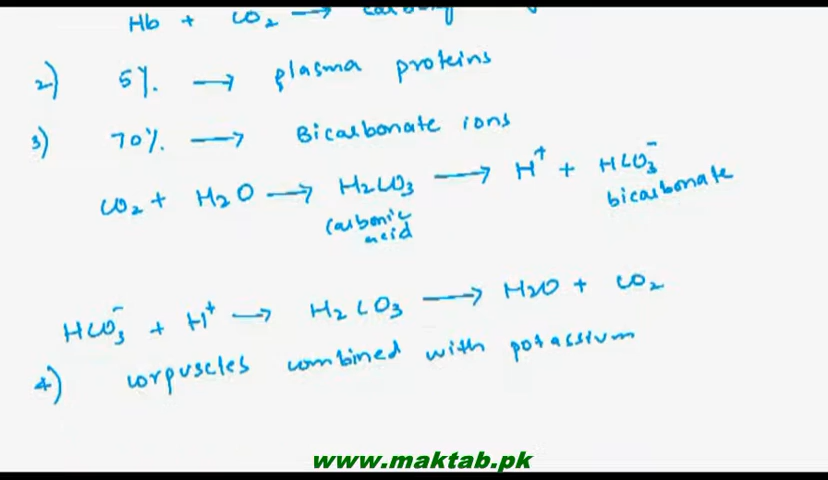 Hb + CO₂ →
2) 5% → plasma proteins
3) 70% → Bicarbonate ions
CO₂ + H₂O → H₂CO₃ → H⁺ + HCO₃⁻
carbonic acid bicarbonate
HCO₃⁻ + H⁺ → H₂CO₃ → H₂O + CO₂
4) corpuscles combined with potassium
www.maktab.pk